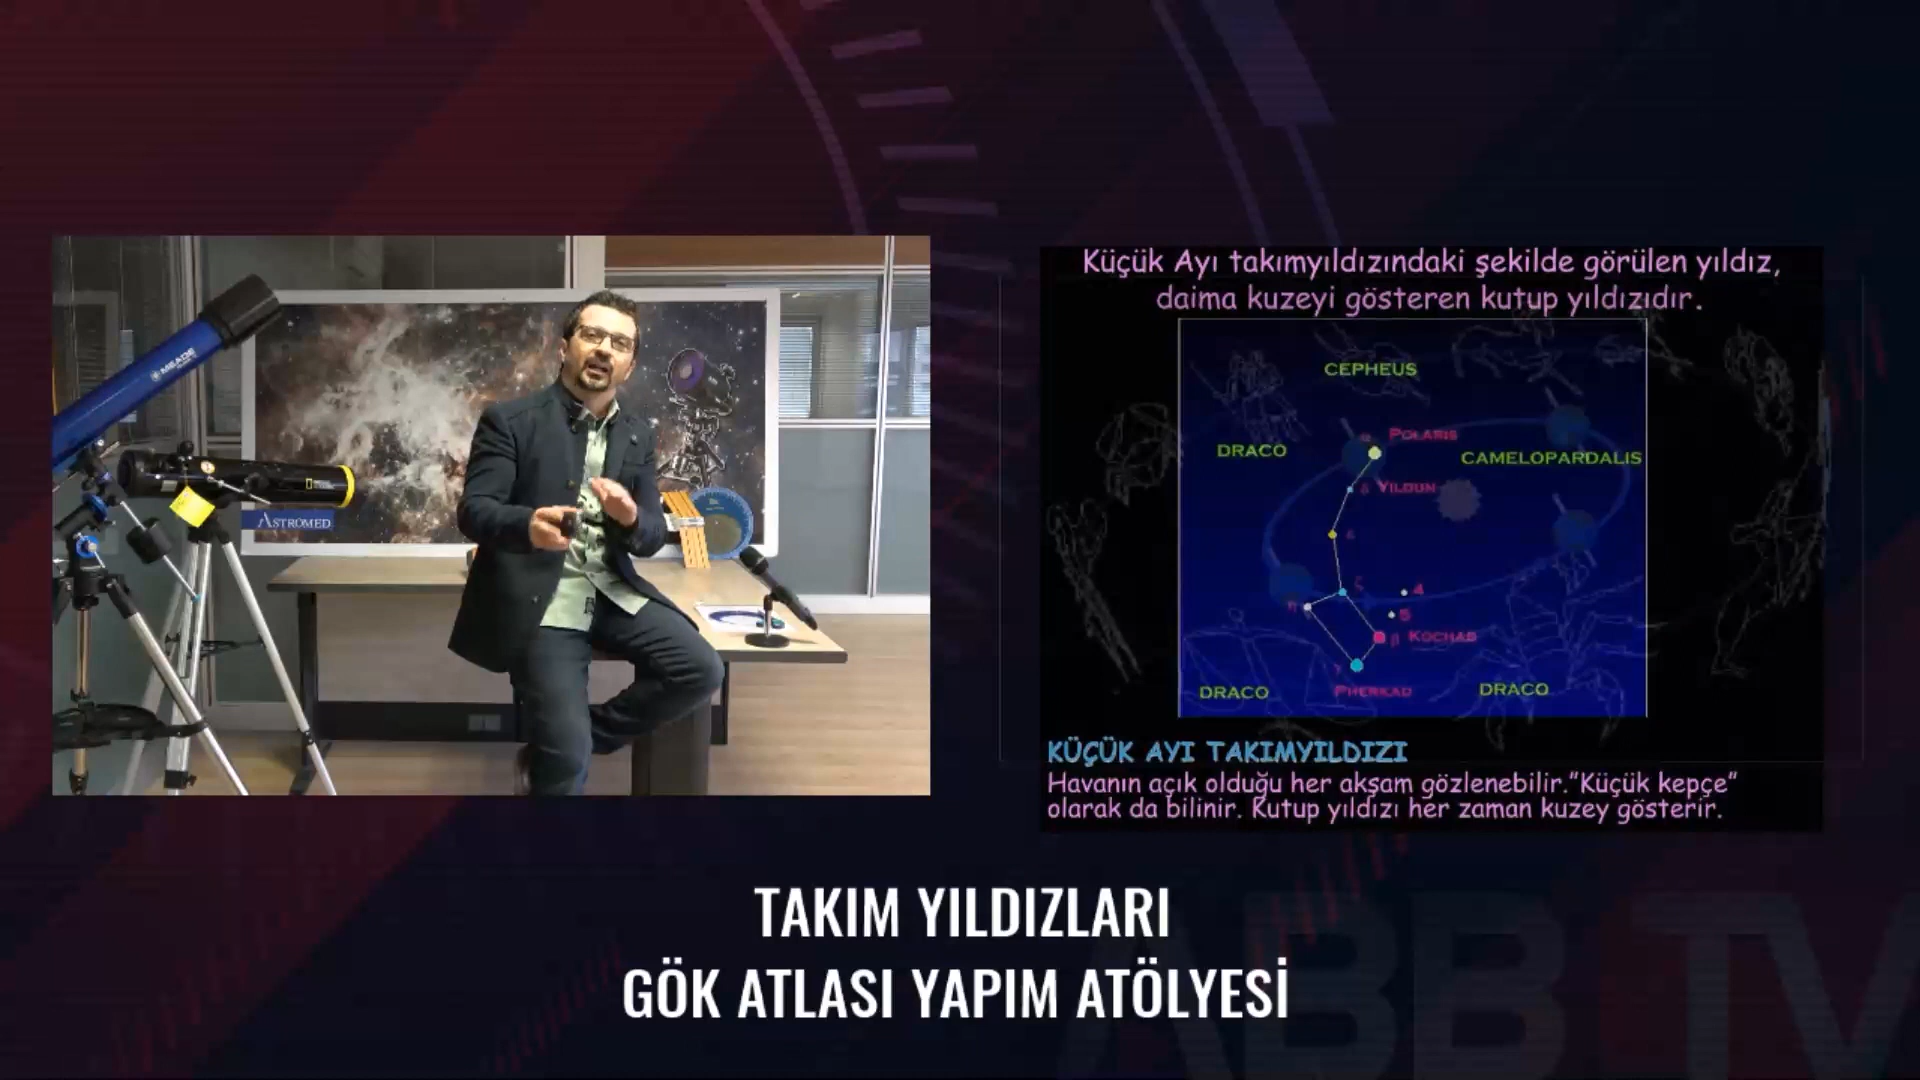 MEADE
ASTROMED
Küçük Ayı takımyıldızındaki şekilde görülen yıldız,
daima kuzeyi gösteren kutup yıldızıdır.
CEPHEUS
POLARIS
DRACO
CAMELOPARDALIS
δ YILDUN
ε
ζ
4
η
5
β KOCHAB
γ
DRACO
PHERKAD
DRACO
KÜÇÜK AYI TAKIMYILDIZI
Havanın açık olduğu her akşam gözlenebilir."Küçük kepçe"
olarak da bilinir. Kutup yıldızı her zaman kuzey gösterir.
TAKIM YILDIZLARI
GÖK ATLASI YAPIM ATÖLYESİ
ABB TV